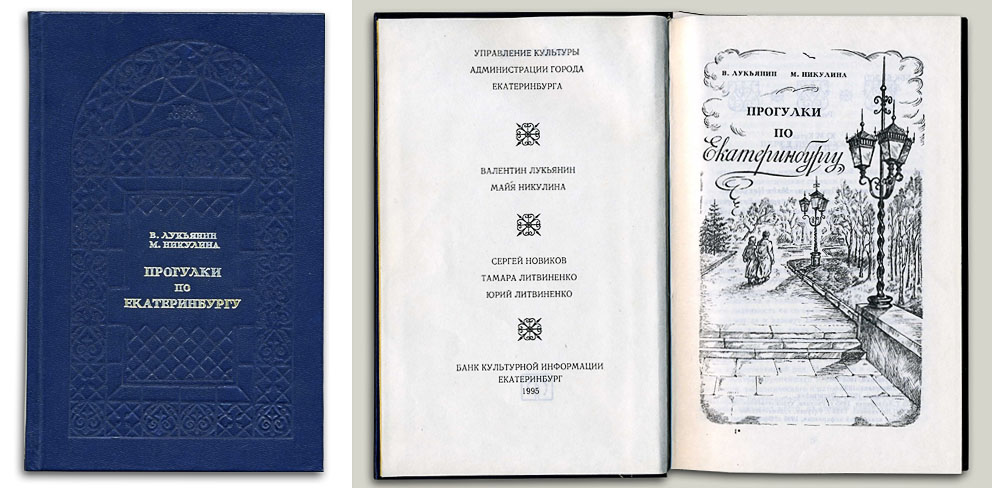 В. ЛУКЬЯНИН
М. НИКУЛИНА
ПРОГУЛКИ
ПО
ЕКАТЕРИНБУРГУ
УПРАВЛЕНИЕ КУЛЬТУРЫ
АДМИНИСТРАЦИИ ГОРОДА
ЕКАТЕРИНБУРГА
ВАЛЕНТИН ЛУКЬЯНИН
МАЙЯ НИКУЛИНА
СЕРГЕЙ НОВИКОВ
ТАМАРА ЛИТВИНЕНКО
ЮРИЙ ЛИТВИНЕНКО
БАНК КУЛЬТУРНОЙ ИНФОРМАЦИИ
ЕКАТЕРИНБУРГ
1995
В. ЛУКЬЯНИН М. НИКУЛИНА
ПРОГУЛКИ
ПО
Екатеринбургу
1*